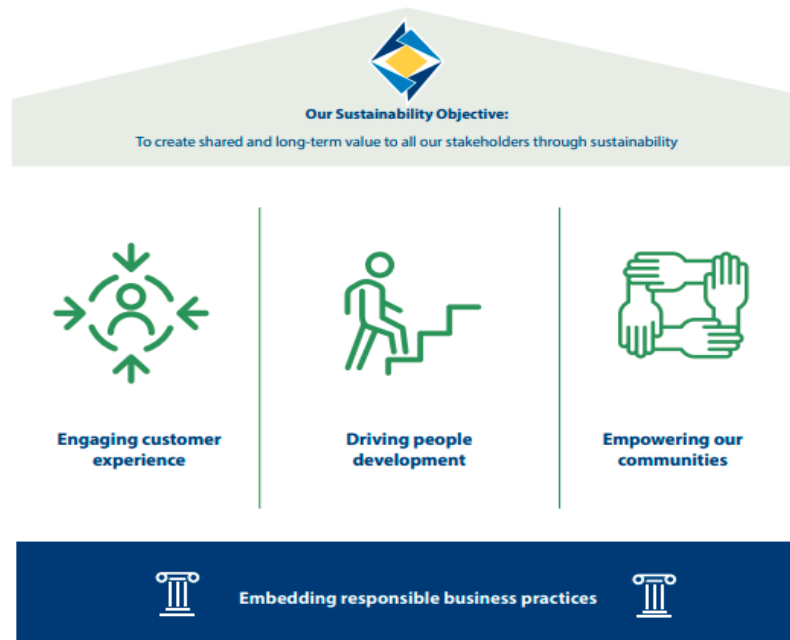 Our Sustainability Objective:
To create shared and long-term value to all our stakeholders through sustainability
Engaging customer
experience
Driving people
development
Empowering our
communities
Embedding responsible business practices